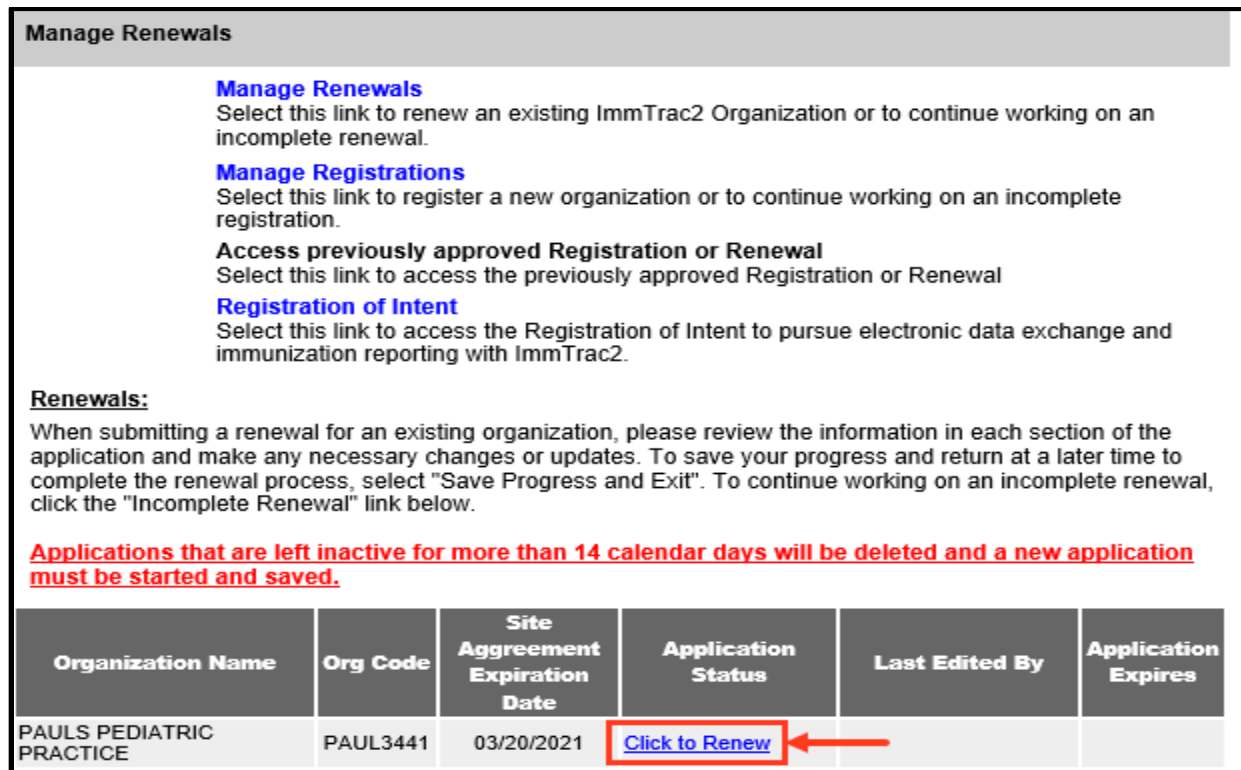 Manage Renewals
Manage Renewals
Select this link to renew an existing ImmTrac2 Organization or to continue working on an
incomplete renewal.
Manage Registrations
Select this link to register a new organization or to continue working on an incomplete
registration.
Access previously approved Registration or Renewal
Select this link to access the previously approved Registration or Renewal
Registration of Intent
Select this link to access the Registration of Intent to pursue electronic data exchange and
immunization reporting with ImmTrac2.
Renewals:
When submitting a renewal for an existing organization, please review the information in each section of the
application and make any necessary changes or updates. To save your progress and return at a later time to
complete the renewal process, select "Save Progress and Exit". To continue working on an incomplete renewal,
click the "Incomplete Renewal" link below.
Applications that are left inactive for more than 14 calendar days will be deleted and a new application
must be started and saved.
Organization Name
Org Code
Site
Aggreement
Expiration
Date
Application
Status
Last Edited By
Application
Expires
PAULS PEDIATRIC
PRACTICE
PAUL3441
03/20/2021
Click to Renew